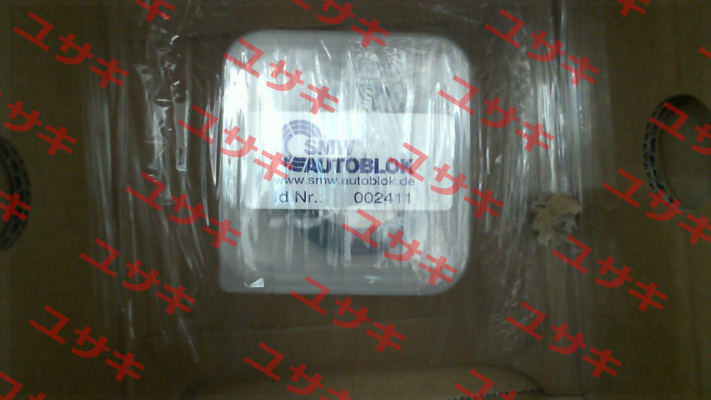 SMW
AUTOBLOK
www.smw.autoblok.de
Id.Nr.: 002411
ユサキ